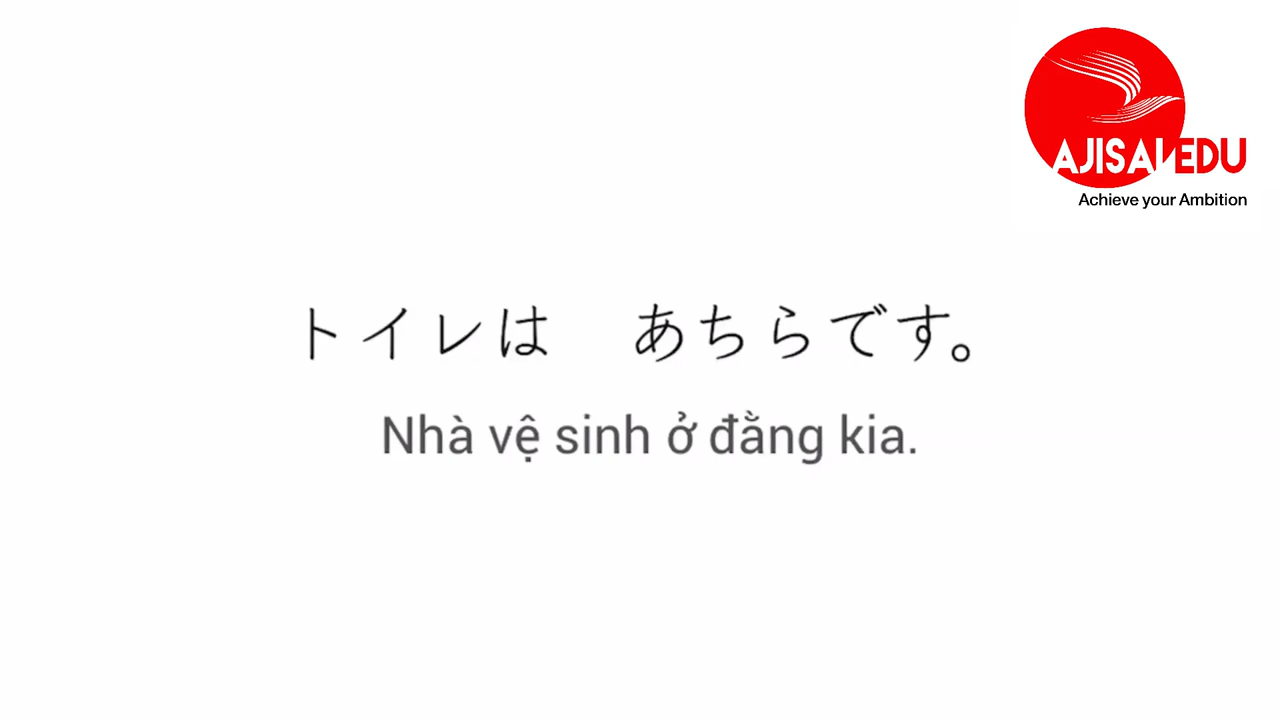 AJISAI EDU
Achieve your Ambition
トイレは　あちらです。
Nhà vệ sinh ở đằng kia.